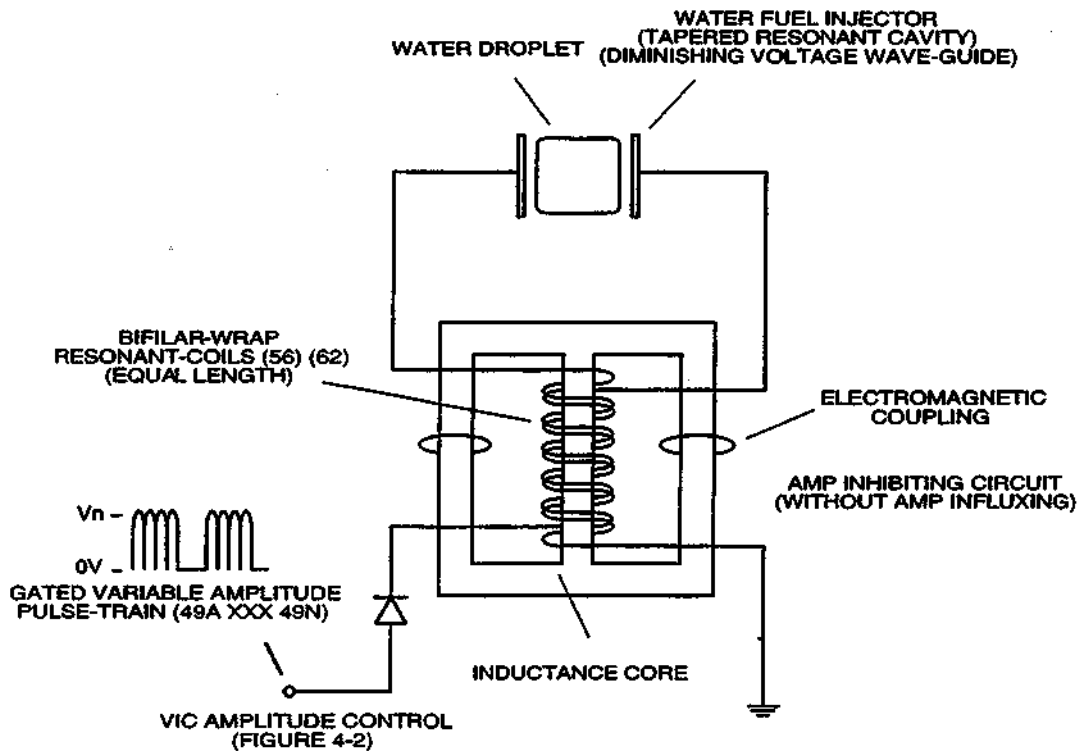 WATER DROPLET
WATER FUEL INJECTOR
(TAPERED RESONANT CAVITY)
(DIMINISHING VOLTAGE WAVE-GUIDE)
BIFILAR-WRAP
RESONANT-COILS (56) (62)
(EQUAL LENGTH)
ELECTROMAGNETIC
COUPLING
AMP INHIBITING CIRCUIT
(WITHOUT AMP INFLUXING)
Vn -
0V -
GATED VARIABLE AMPLITUDE
PULSE-TRAIN (49A XXX 49N)
INDUCTANCE CORE
VIC AMPLITUDE CONTROL
(FIGURE 4-2)